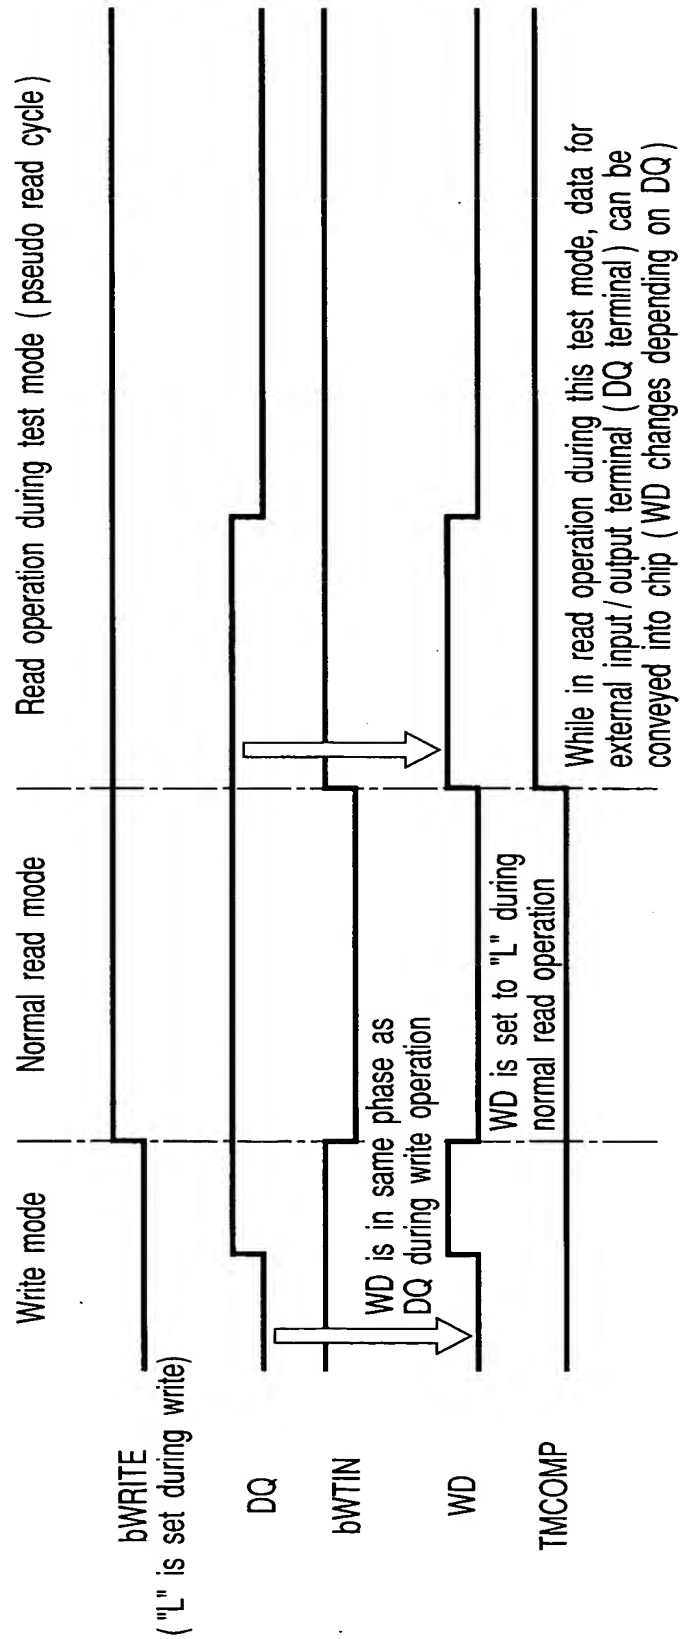 Write mode
Normal read mode
Read operation during test mode ( pseudo read cycle )
bWRITE
( "L" is set during write)
DQ
bWTIN
WD is in same phase as
DQ during write operation
WD
WD is set to "L" during
normal read operation
TMCOMP
While in read operation during this test mode, data for
external input / output terminal ( DQ terminal ) can be
conveyed into chip ( WD changes depending on DQ )